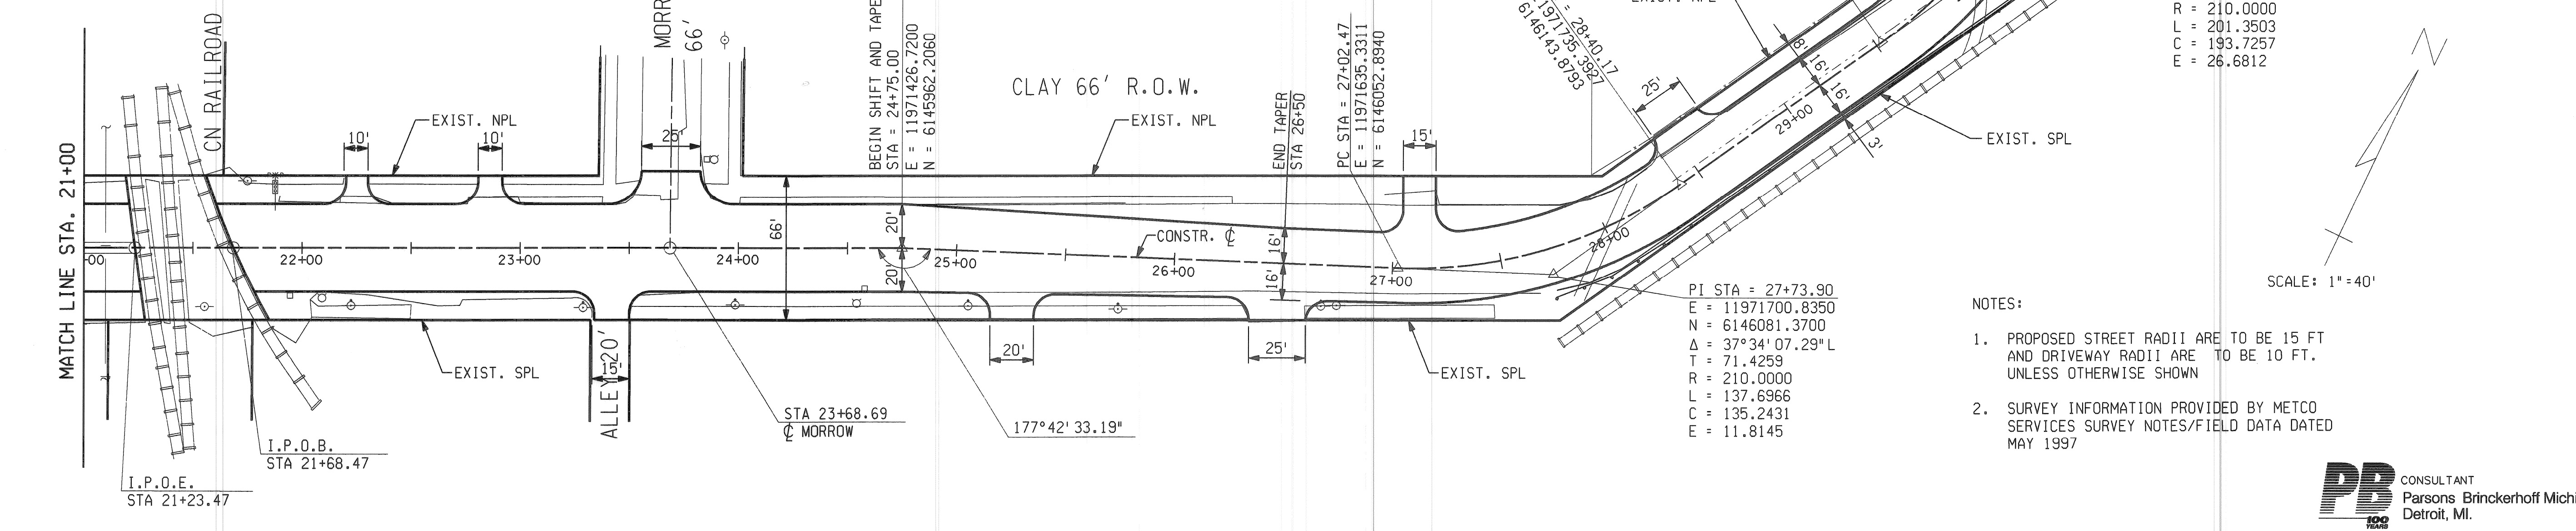 MATCH LINE STA. 21+00
CN RAILROAD
10'
EXIST. NPL
10'
25'
66'
BEGIN SHIFT AND TAPE
STA = 24+75.00
E = 11971426.7200
N = 6145962.2060
CLAY 66' R.O.W.
EXIST. NPL
END TAPER
STA 26+50
PC STA = 27+02.47
E = 11971635.3311
N = 6146052.8940
15'
= 28+40.17
11971735.3927
6146143.8793
25'
8'
16'
16'
3'
29+00
EXIST. SPL
R = 210.0000
L = 201.3503
C = 193.7257
E = 26.6812
SCALE: 1"=40'
66'
20'
20'
CONSTR. ℄
16'
16'
00
22+00
23+00
24+00
25+00
26+00
27+00
28+00
EXIST. SPL
ALLEY 20'
15'
20'
25'
EXIST. SPL
STA 23+68.69
℄ MORROW
177°42'33.19"
I.P.O.B.
STA 21+68.47
I.P.O.E.
STA 21+23.47
PI STA = 27+73.90
E = 11971700.8350
N = 6146081.3700
Δ = 37°34'07.29"L
T = 71.4259
R = 210.0000
L = 137.6966
C = 135.2431
E = 11.8145
NOTES:
1. PROPOSED STREET RADII ARE TO BE 15 FT
AND DRIVEWAY RADII ARE TO BE 10 FT.
UNLESS OTHERWISE SHOWN
2. SURVEY INFORMATION PROVIDED BY METCO
SERVICES SURVEY NOTES/FIELD DATA DATED
MAY 1997
PB
100
YEARS
CONSULTANT
Parsons Brinckerhoff Michi
Detroit, MI.